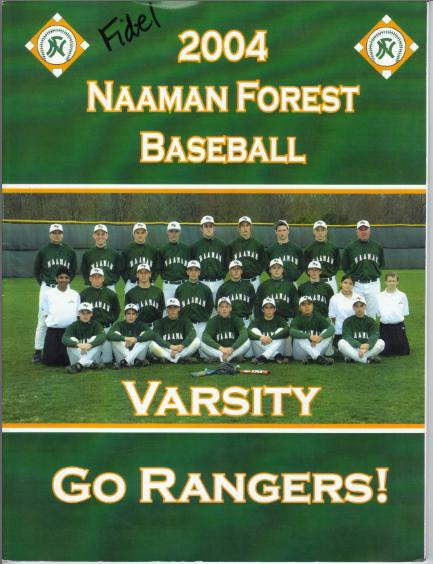 Fidel
2004
NAAMAN FOREST
BASEBALL
VARSITY
GO RANGERS!